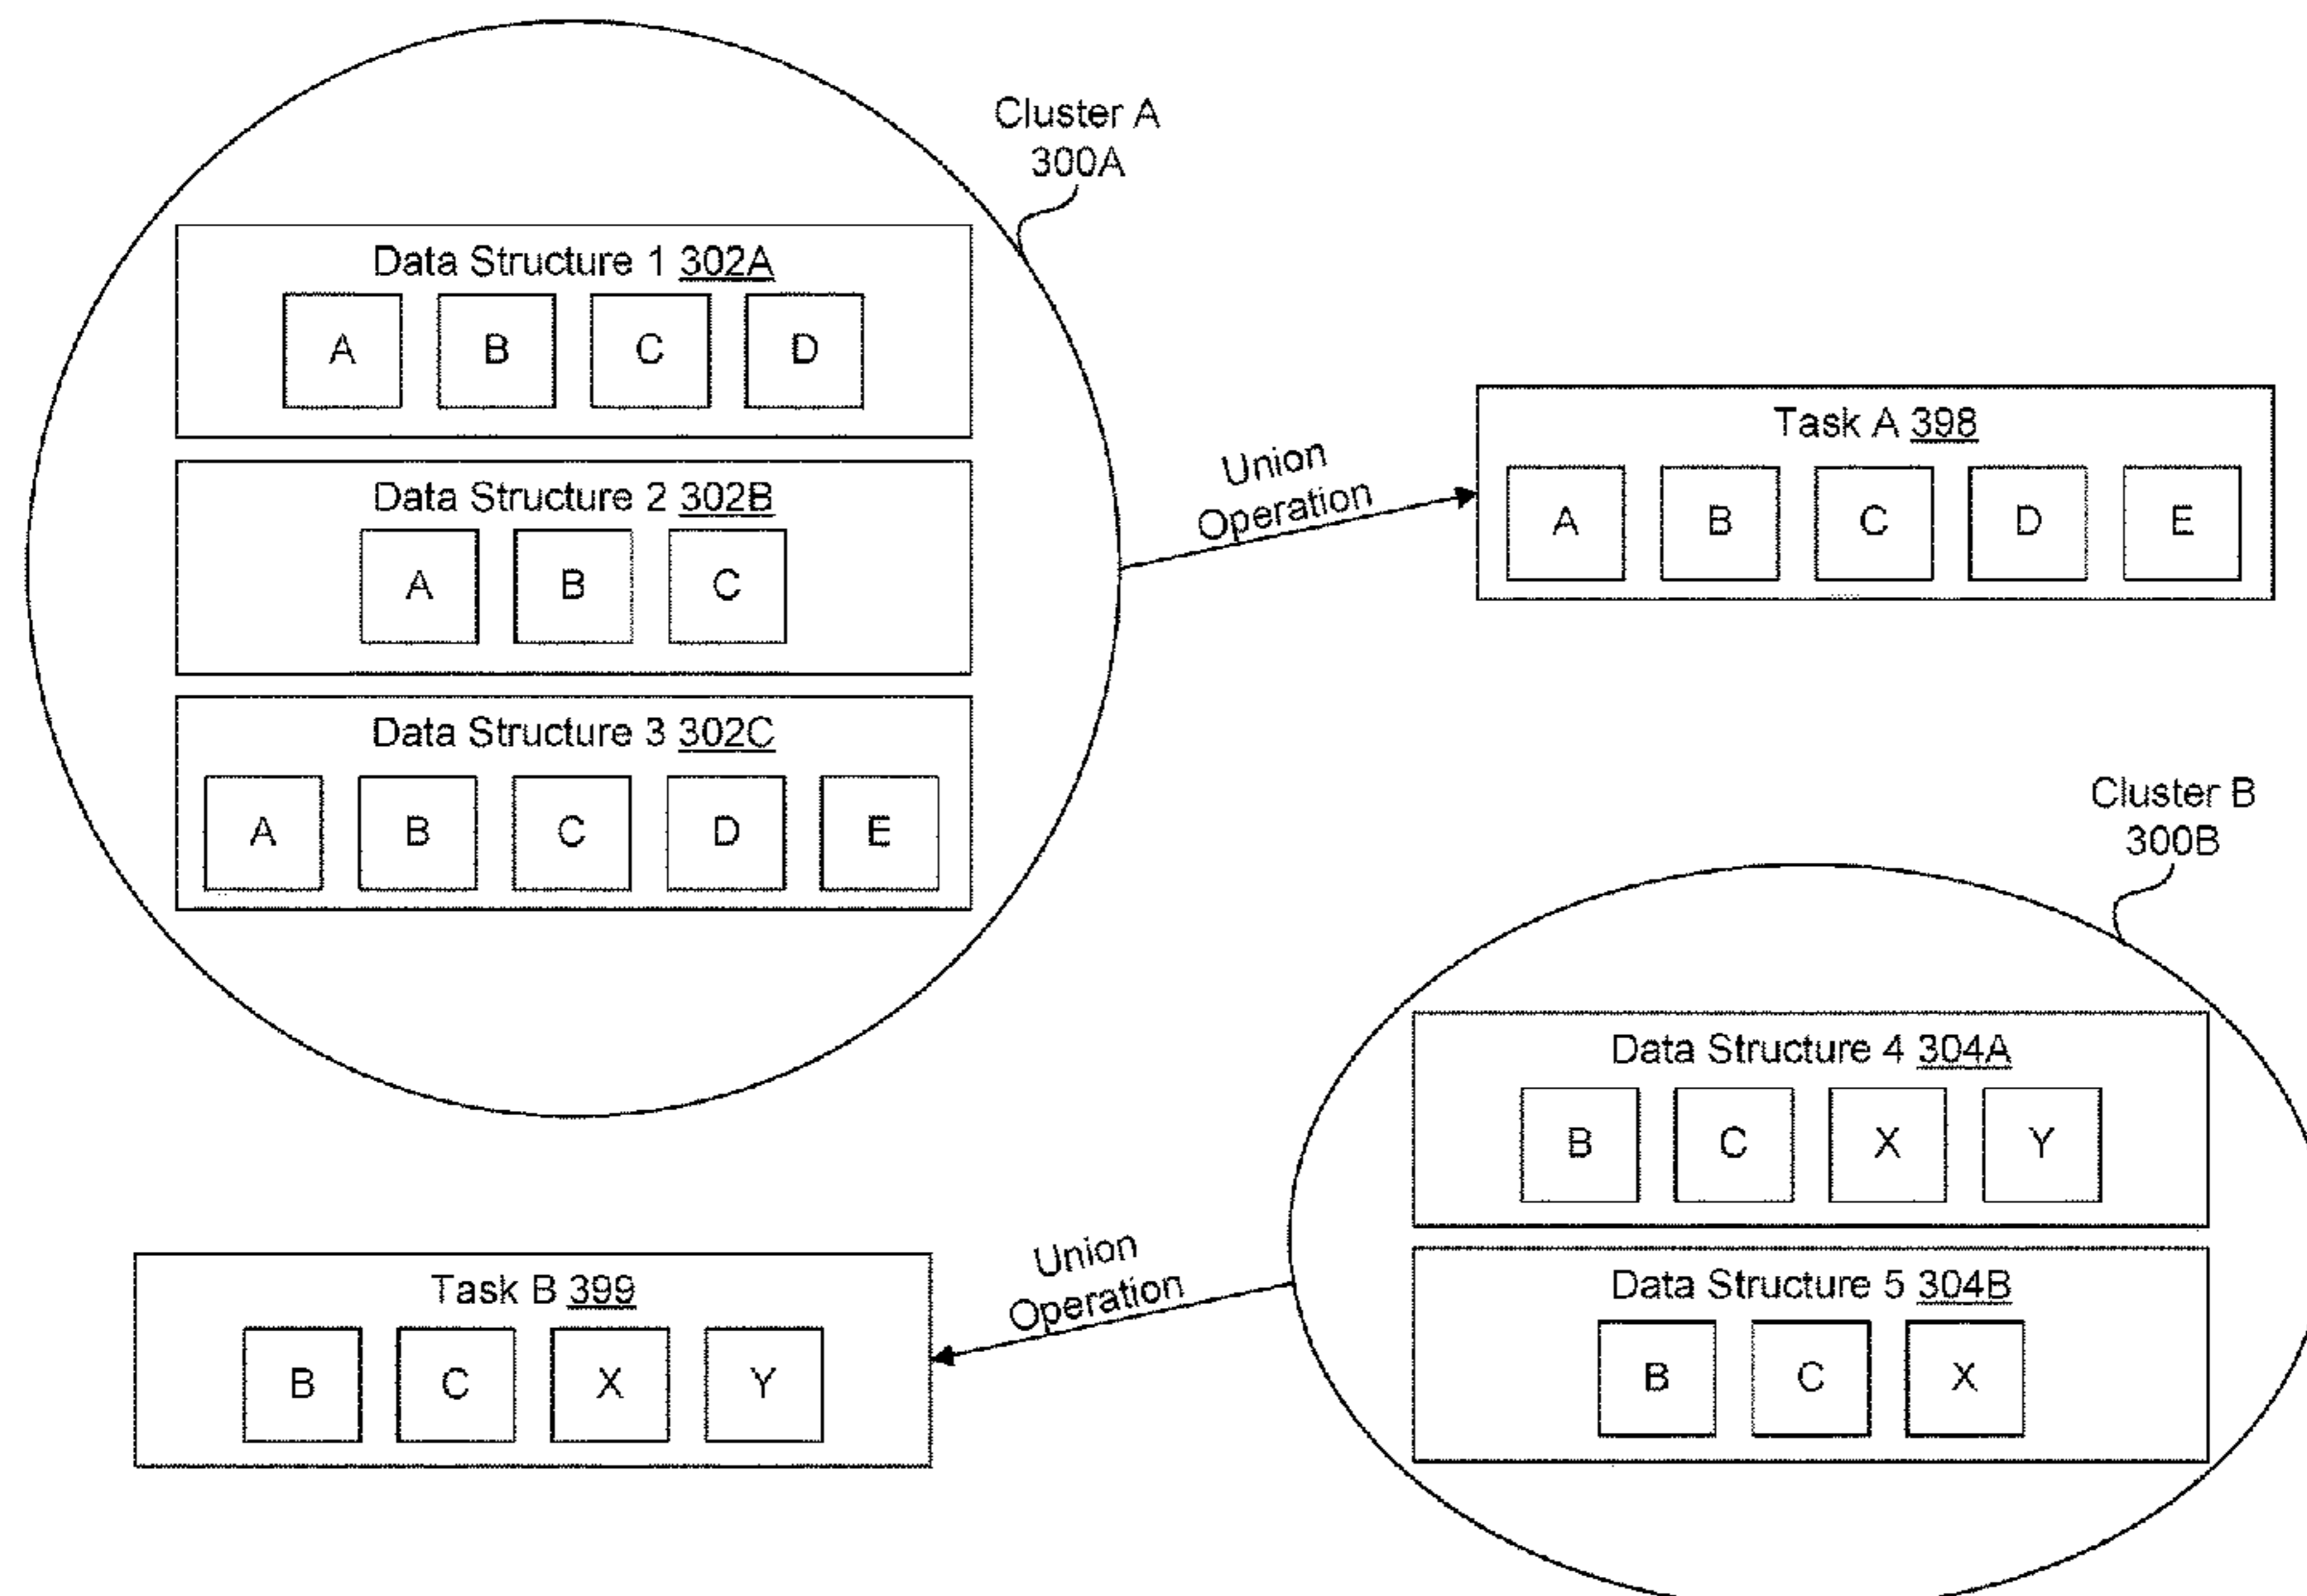 Cluster A
300A
Data Structure 1 302A
A B C D
Data Structure 2 302B
A B C
Data Structure 3 302C
A B C D E
Union
Operation
Task A 398
A B C D E
Cluster B
300B
Data Structure 4 304A
B C X Y
Data Structure 5 304B
B C X
Union
Operation
Task B 399
B C X Y